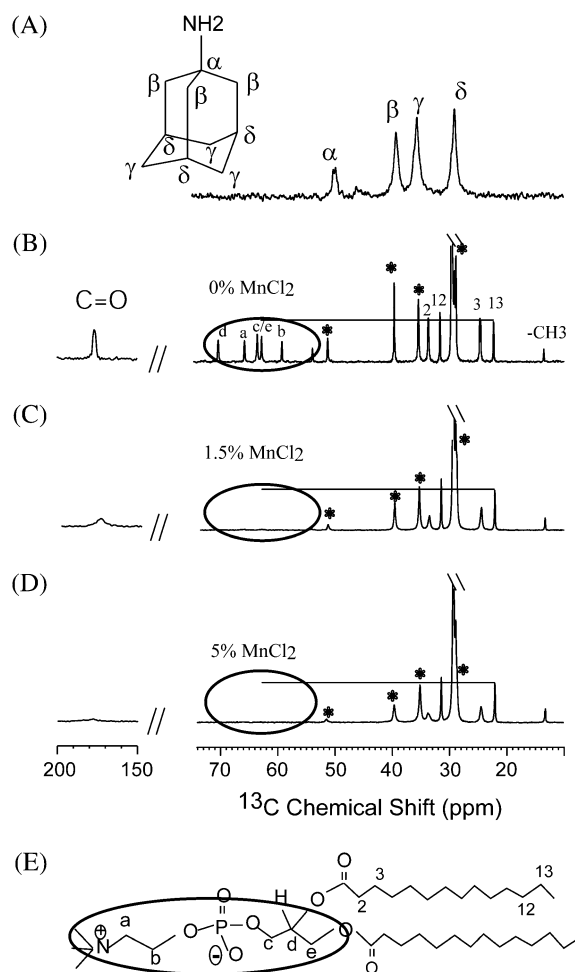 (A)
NH2
α
β
β
β
δ
δ
γ
γ
δ
γ
α
β
γ
δ
(B)
C=O
0% MnCl2
d a c/e b
* * * *
2 12 3 13
-CH3
//
(C)
1.5% MnCl2
* * * *
//
(D)
5% MnCl2
* * * *
//
200 150 70 60 50 40 30 20 10
13C Chemical Shift (ppm)
(E)
O
3
13
O
2
12
O
H
N
+
a
b
O
P
O
-
O
c
d
e
O
O